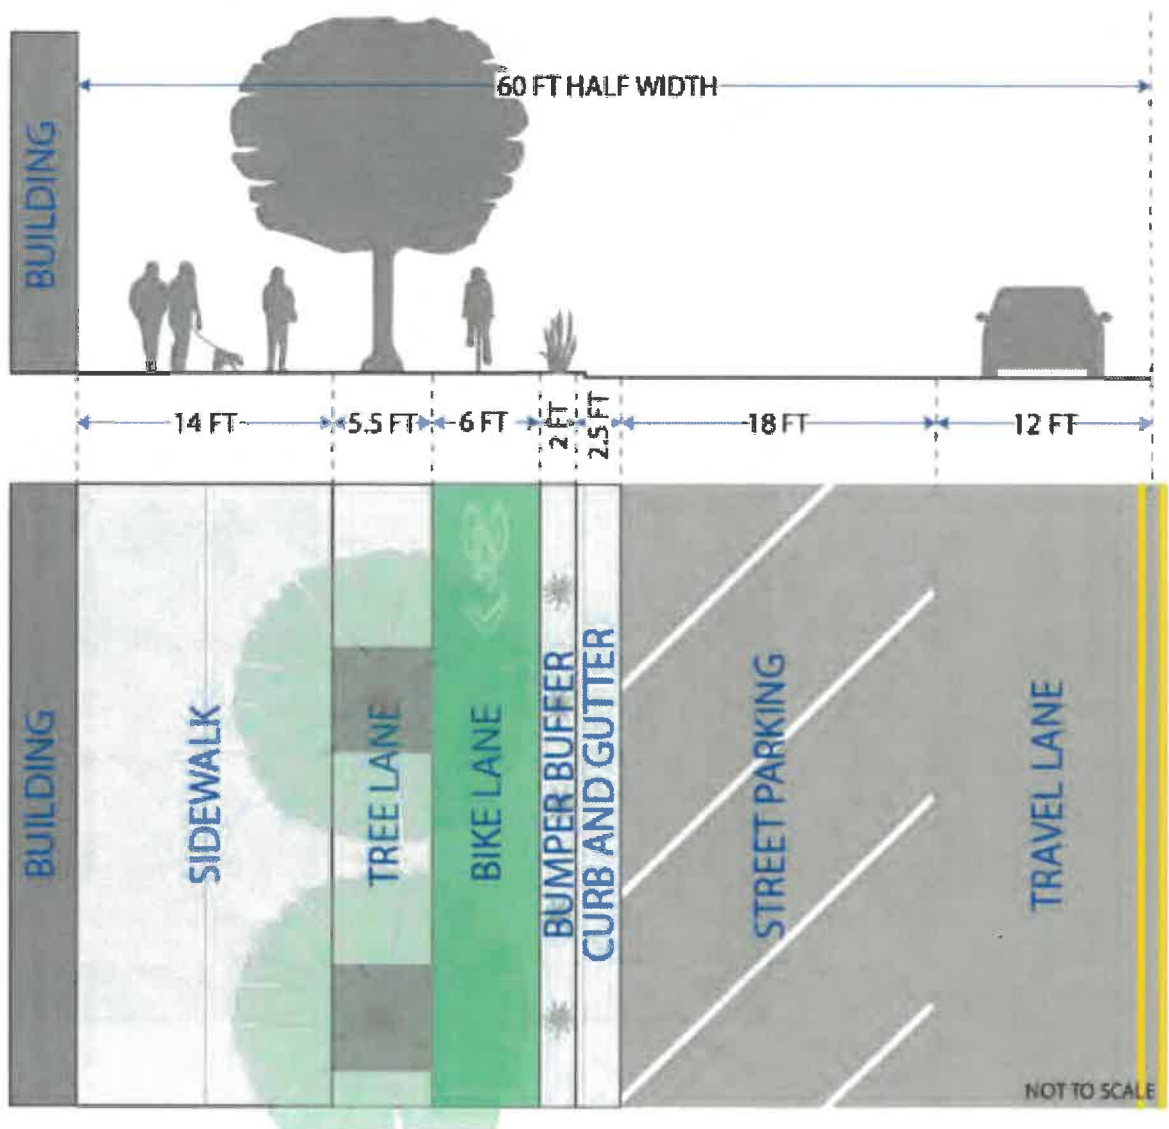 60 FT HALF WIDTH
BUILDING
14 FT
5.5 FT
6 FT
2 FT
2.5 FT
18 FT
12 FT
BUILDING
SIDEWALK
TREE LANE
BIKE LANE
BUMPER BUFFER
CURB AND GUTTER
STREET PARKING
TRAVEL LANE
NOT TO SCALE